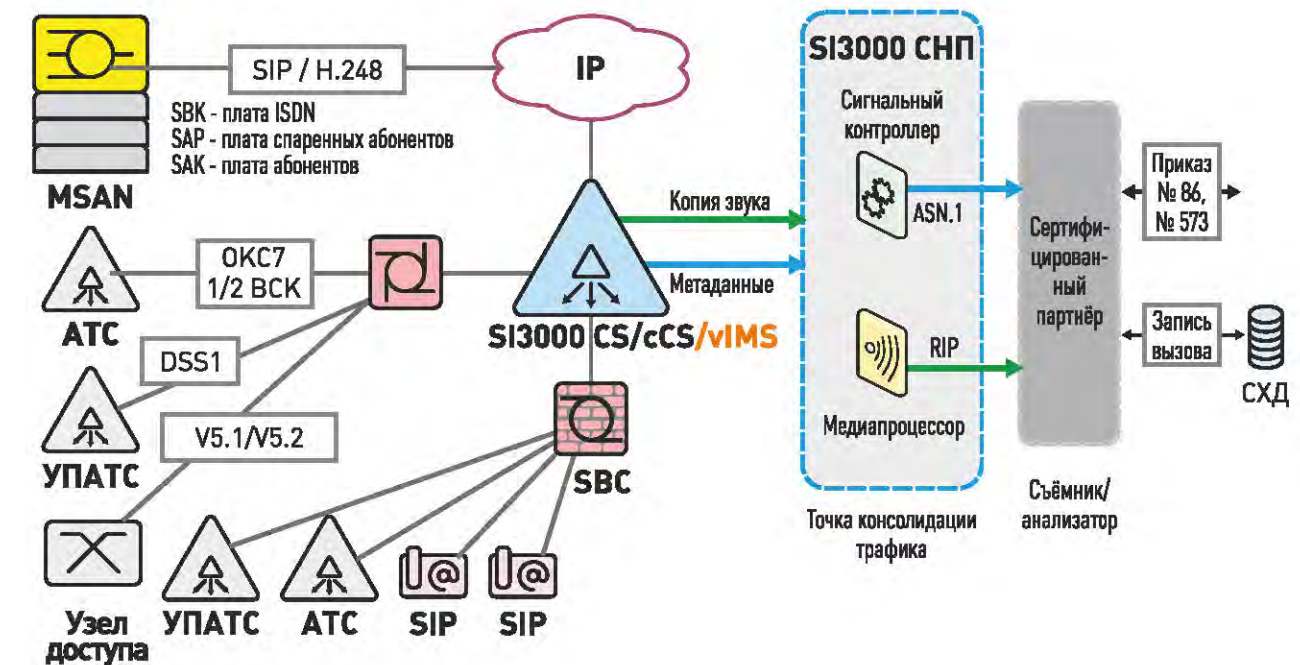 SIP / H.248
IP
SBK - плата ISDN
SAP - плата спаренных абонентов
SAK - плата абонентов
MSAN
ОКС7
1/2 ВСК
АТС
DSS1
УПАТС
V5.1/V5.2
Узел
доступа
УПАТС
АТС
SIP
SIP
SBC
SI3000 CS/cCS/vIMS
Копия звука
Метаданные
SI3000 СНП
Сигнальный
контроллер
ASN.1
RIP
Медиапроцессор
Точка консолидации
трафика
Сертифи-
цирован-
ный
партнёр
Съёмник/
анализатор
Приказ
№ 86,
№ 573
Запись
вызова
СХД